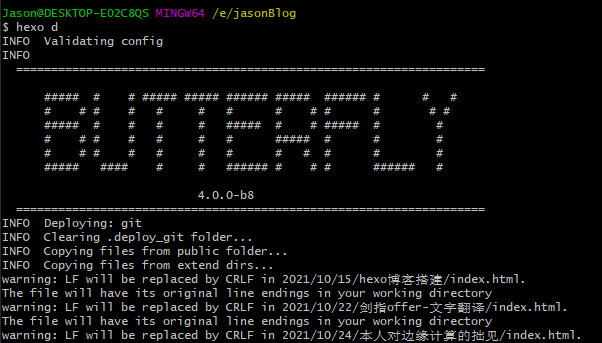 Jason@DESKTOP-EO2C8QS MINGW64 /e/jasonBlog
$ hexo d
INFO  Validating config
INFO
  ===================================================================
      #####  #    # ##### ##### ###### #####  ###### #      #   #
      #    # #    #   #     #   #      #    # #      #       # #
      #####  #    #   #     #   #####  #    # #####  #        #
      #    # #    #   #     #   #      #####  #      #        #
      #    # #    #   #     #   #      #   #  #      #        #
      #####   ####    #     #   ###### #    # #      ######   #
                            4.0.0-b8
  ===================================================================
INFO  Deploying: git
INFO  Clearing .deploy_git folder...
INFO  Copying files from public folder...
INFO  Copying files from extend dirs...
warning: LF will be replaced by CRLF in 2021/10/15/hexo博客搭建/index.html.
The file will have its original line endings in your working directory
warning: LF will be replaced by CRLF in 2021/10/22/剑指offer-文字翻译/index.html.
The file will have its original line endings in your working directory
warning: LF will be replaced by CRLF in 2021/10/24/本人对边缘计算的拙见/index.html.